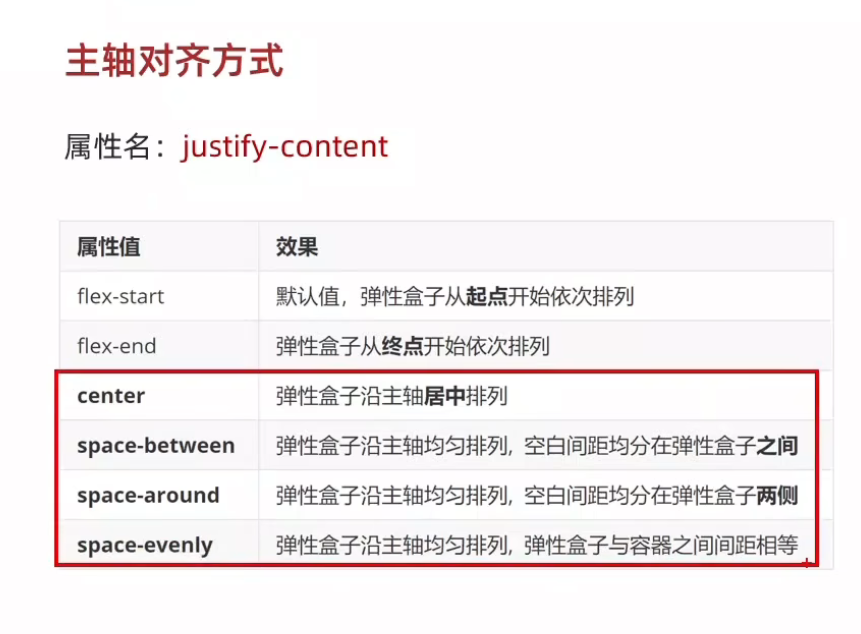 主轴对齐方式
属性名：justify-content
属性值 效果
flex-start 默认值，弹性盒子从起点开始依次排列
flex-end 弹性盒子从终点开始依次排列
center 弹性盒子沿主轴居中排列
space-between 弹性盒子沿主轴均匀排列，空白间距均分在弹性盒子之间
space-around 弹性盒子沿主轴均匀排列，空白间距均分在弹性盒子两侧
space-evenly 弹性盒子沿主轴均匀排列，弹性盒子与容器之间间距相等